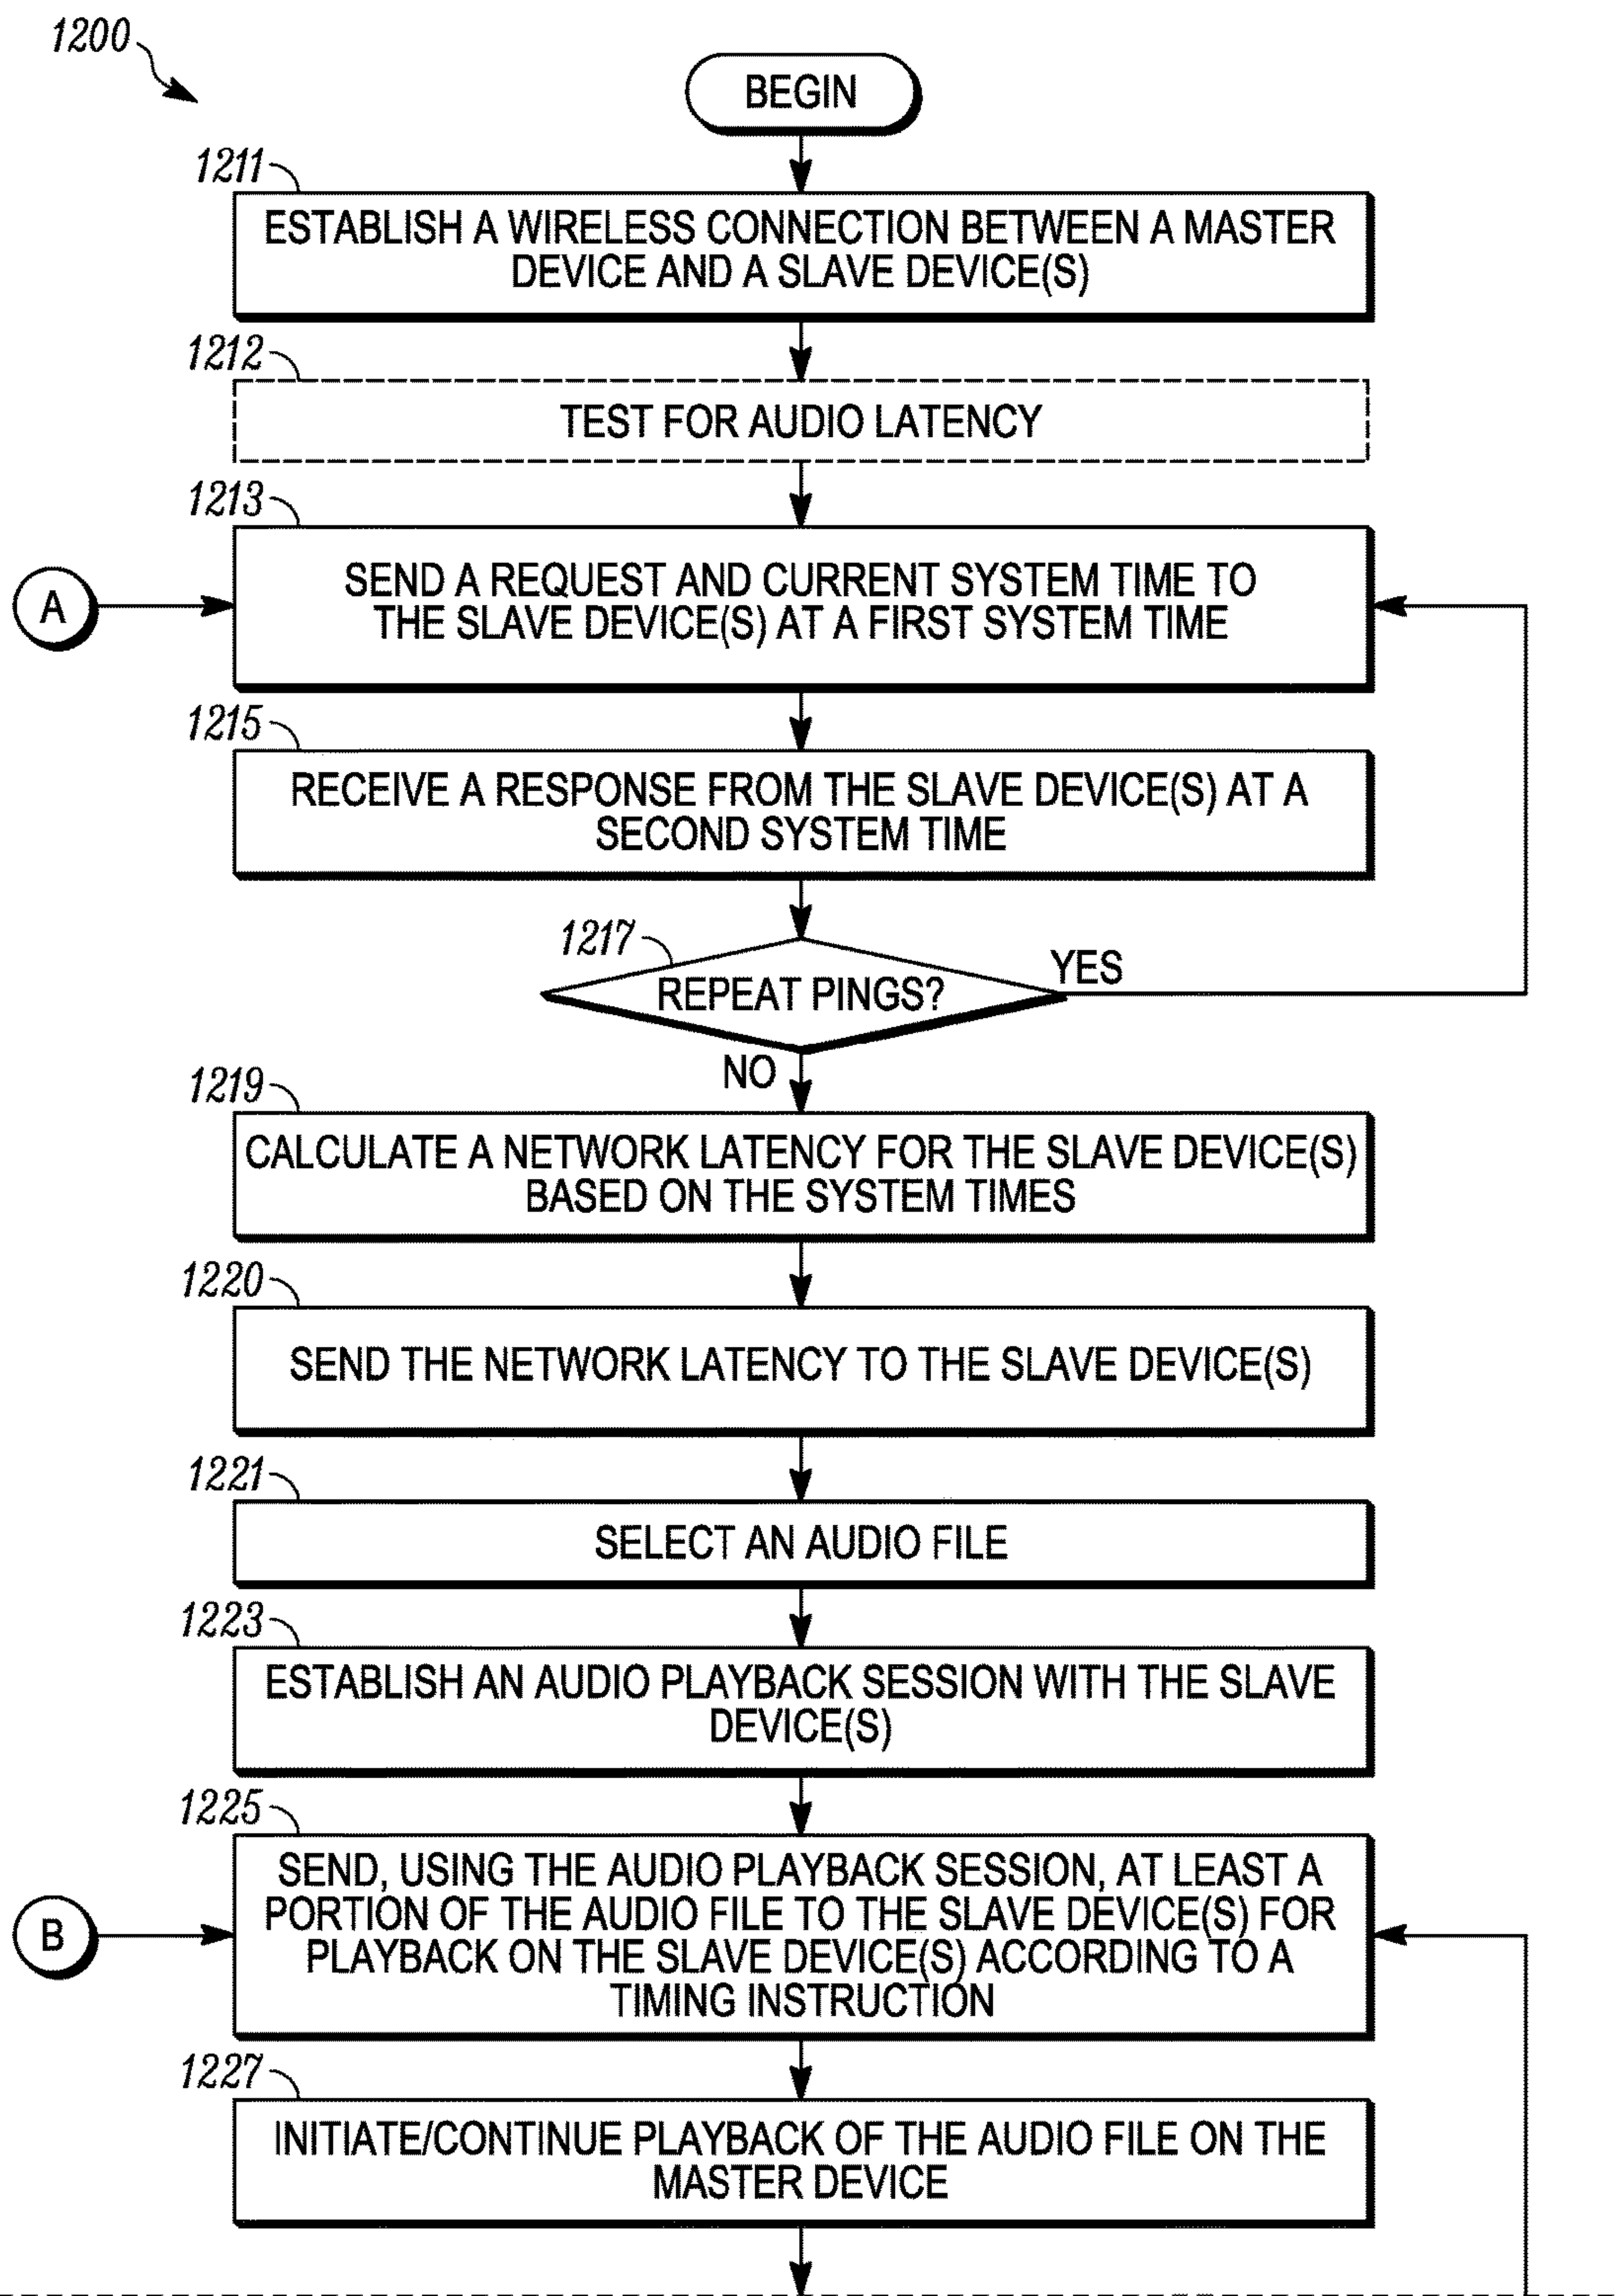 1200
BEGIN
1211
ESTABLISH A WIRELESS CONNECTION BETWEEN A MASTER
DEVICE AND A SLAVE DEVICE(S)
1212
TEST FOR AUDIO LATENCY
1213
A
SEND A REQUEST AND CURRENT SYSTEM TIME TO
THE SLAVE DEVICE(S) AT A FIRST SYSTEM TIME
1215
RECEIVE A RESPONSE FROM THE SLAVE DEVICE(S) AT A
SECOND SYSTEM TIME
1217
REPEAT PINGS?
YES
NO
1219
CALCULATE A NETWORK LATENCY FOR THE SLAVE DEVICE(S)
BASED ON THE SYSTEM TIMES
1220
SEND THE NETWORK LATENCY TO THE SLAVE DEVICE(S)
1221
SELECT AN AUDIO FILE
1223
ESTABLISH AN AUDIO PLAYBACK SESSION WITH THE SLAVE
DEVICE(S)
1225
B
SEND, USING THE AUDIO PLAYBACK SESSION, AT LEAST A
PORTION OF THE AUDIO FILE TO THE SLAVE DEVICE(S) FOR
PLAYBACK ON THE SLAVE DEVICE(S) ACCORDING TO A
TIMING INSTRUCTION
1227
INITIATE/CONTINUE PLAYBACK OF THE AUDIO FILE ON THE
MASTER DEVICE